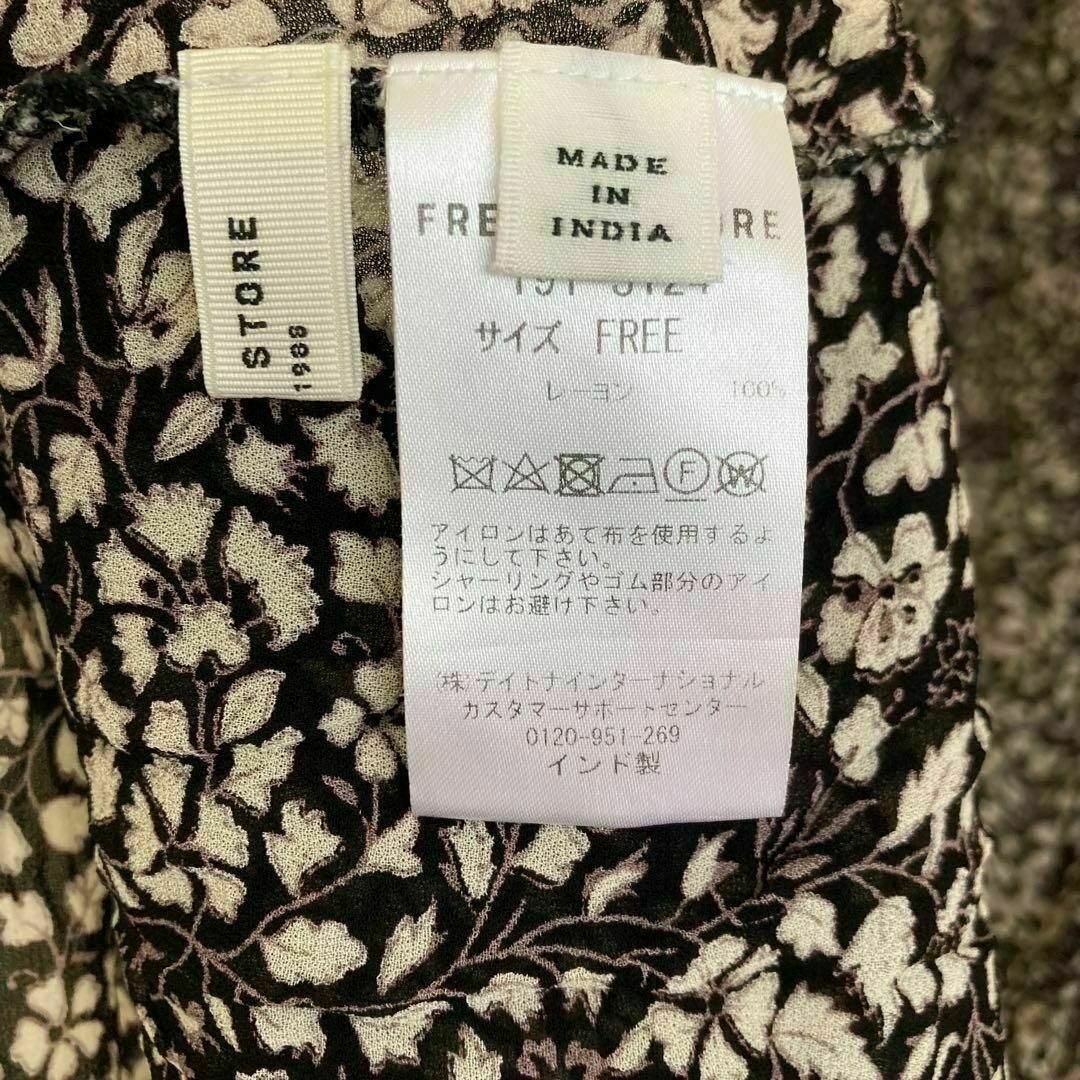 STORE
1986
MADE
IN
INDIA
サイズ FREE
レーヨン 100%
F
W
アイロンはあて布を使用するよ
うにして下さい。
シャーリングやゴム部分のアイ
ロンはお避け下さい。
(株)デイトナインターナショナル
カスタマーサポートセンター
0120-951-269
インド製